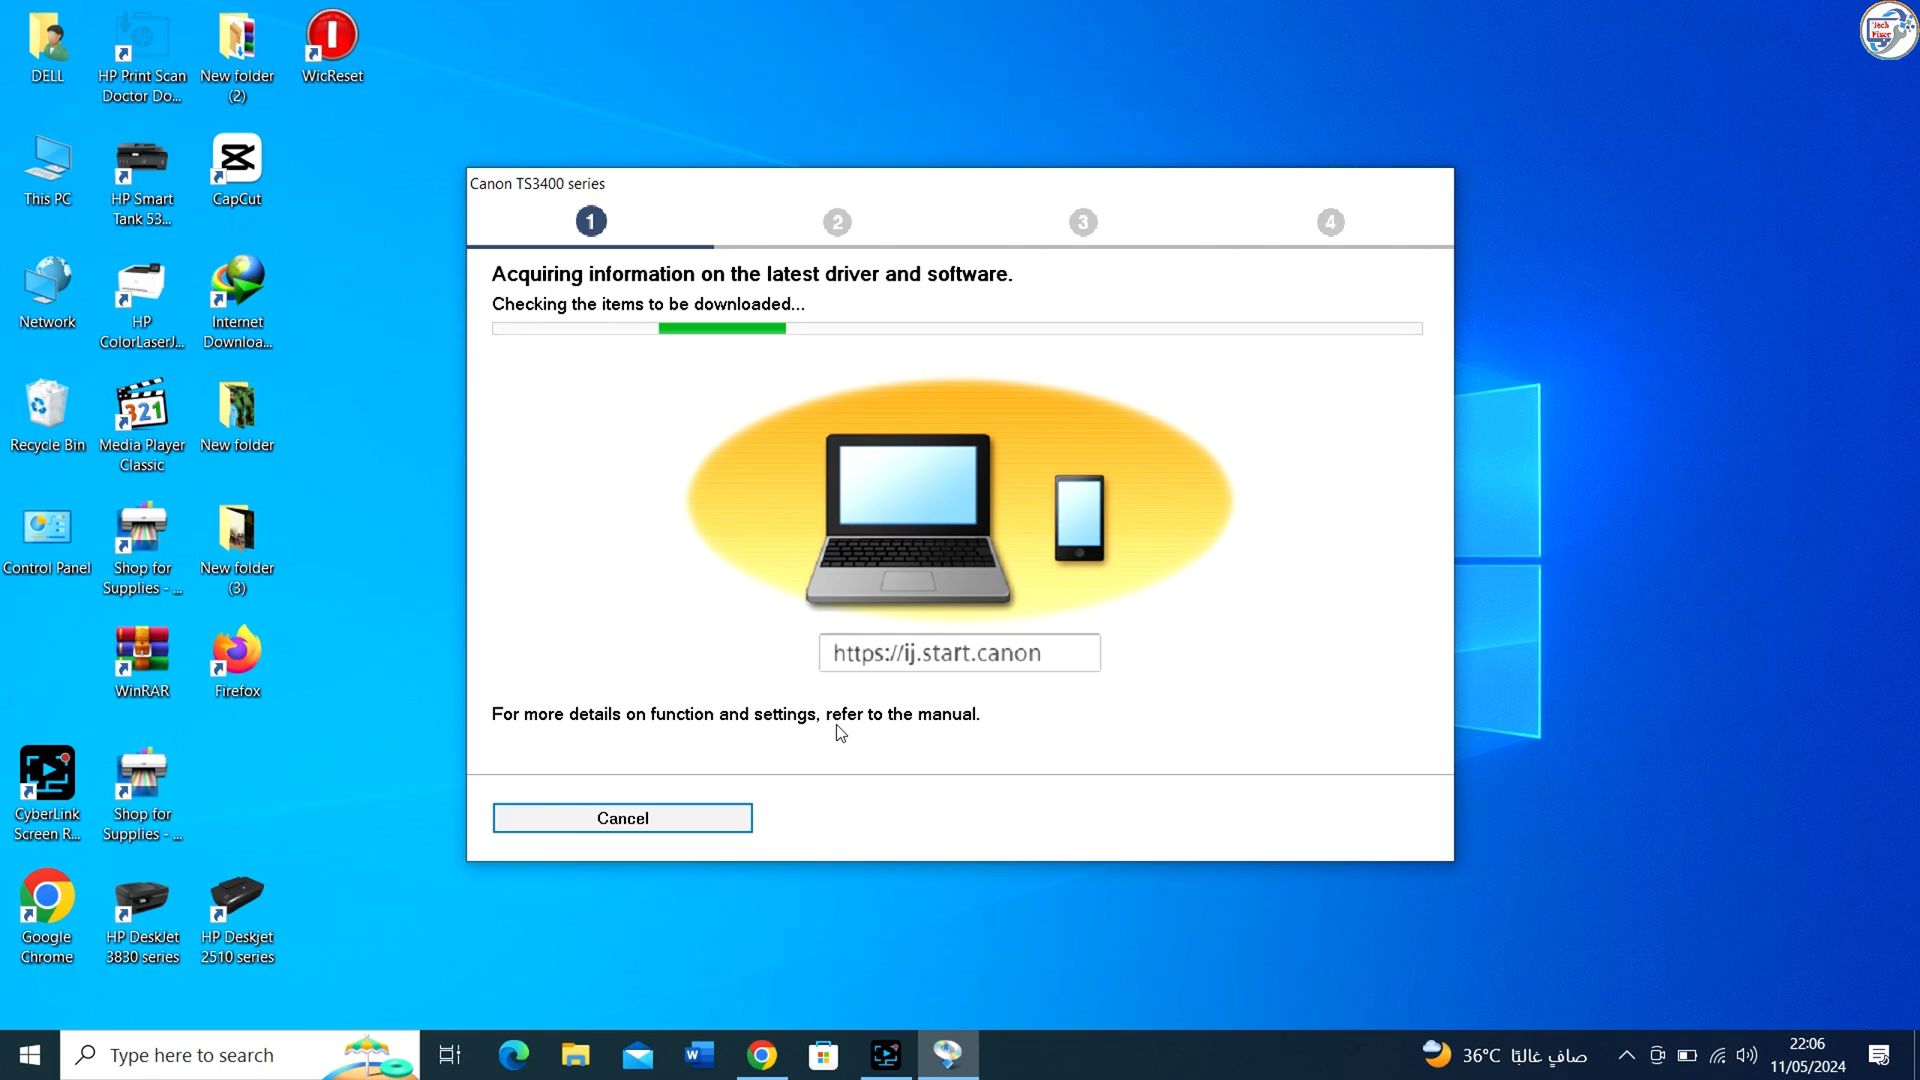 DELL
HP Print Scan
Doctor Do...
New folder
(2)
WicReset
This PC
HP Smart
Tank 53...
CapCut
Network
HP
ColorLaserJ...
Internet
Downloa...
Recycle Bin
Media Player
Classic
321
New folder
Control Panel
Shop for
Supplies - ...
New folder
(3)
WinRAR
Firefox
CyberLink
Screen R...
Shop for
Supplies - ...
Google
Chrome
HP DeskJet
3830 series
HP Deskjet
2510 series
Tech
Fixer
Canon TS3400 series
1
2
3
4
Acquiring information on the latest driver and software.
Checking the items to be downloaded...
https://ij.start.canon
For more details on function and settings, refer to the manual.
Cancel
Type here to search
36°C صافٍ غالبًا
22:06
11/05/2024